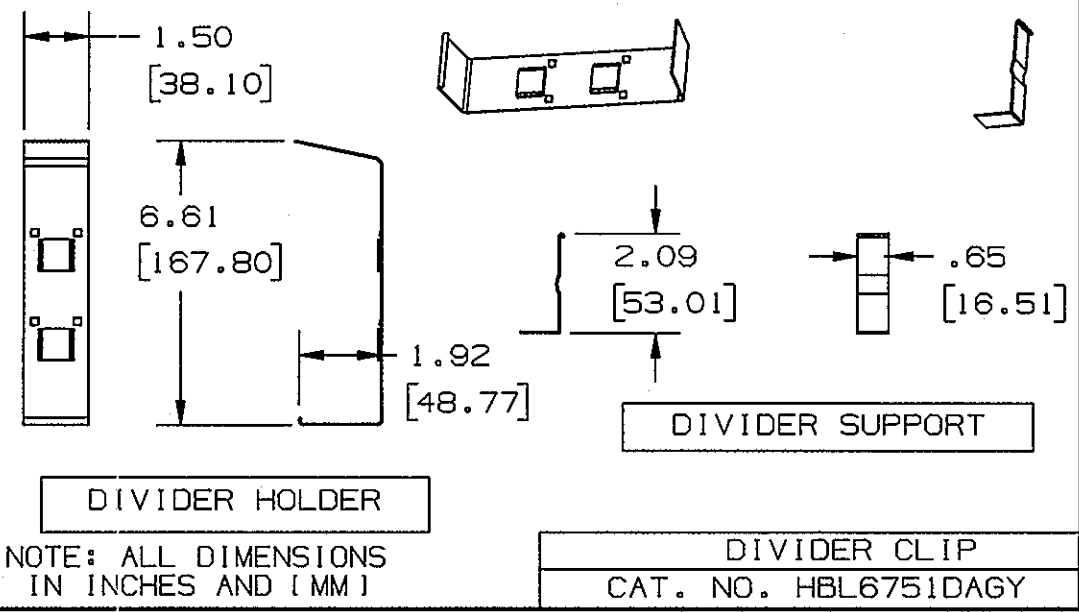 1.50
[38.10]
6.61
[167.80]
1.92
[48.77]
2.09
[53.01]
.65
[16.51]
DIVIDER SUPPORT
DIVIDER HOLDER
NOTE: ALL DIMENSIONS
IN INCHES AND [MM]
DIVIDER CLIP
CAT. NO. HBL6751DAGY